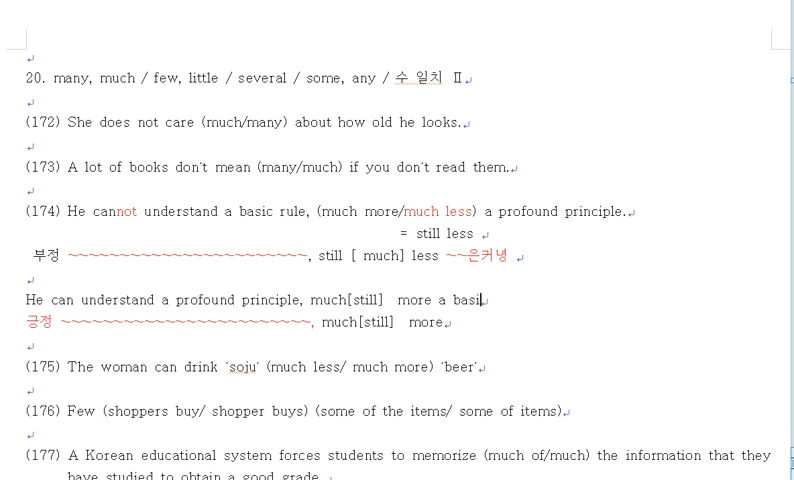 20. many, much / few, little / several / some, any / 수 일치 Ⅱ
(172) She does not care (much/many) about how old he looks.
(173) A lot of books don't mean (many/much) if you don't read them.
(174) He cannot understand a basic rule, (much more/much less) a profound principle.
= still less
부정 ~~~~~~~~~~~~~~~~~~~~~~~~, still [ much] less ~~은커녕
He can understand a profound principle, much[still] more a basi
긍정 ~~~~~~~~~~~~~~~~~~~~~~~~~, much[still] more
(175) The woman can drink 'soju' (much less/ much more) 'beer'
(176) Few (shoppers buy/ shopper buys) (some of the items/ some of items).
(177) A Korean educational system forces students to memorize (much of/much) the information that they
have studied to obtain a good grade